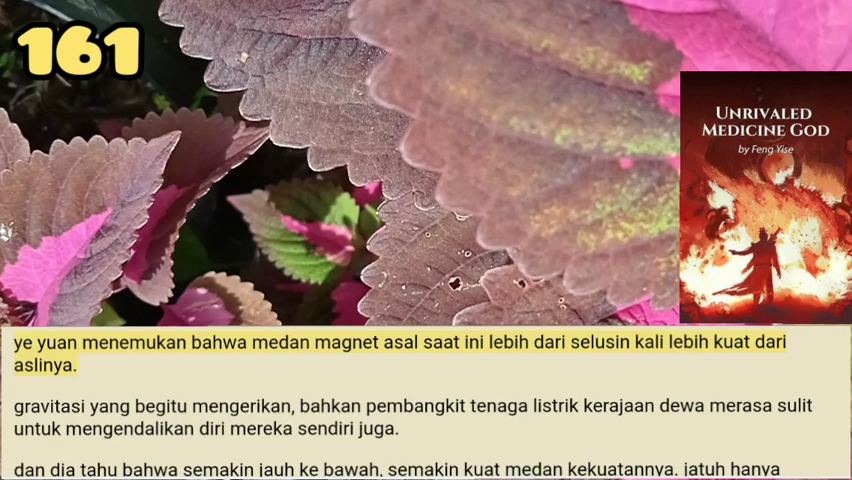 161
UNRIVALED
MEDICINE GOD
by Feng Yise
ye yuan menemukan bahwa medan magnet asal saat ini lebih dari selusin kali lebih kuat dari
aslinya.
gravitasi yang begitu mengerikan, bahkan pembangkit tenaga listrik kerajaan dewa merasa sulit
untuk mengendalikan diri mereka sendiri juga.
dan dia tahu bahwa semakin jauh ke bawah, semakin kuat medan kekuatannya. jatuh hanya